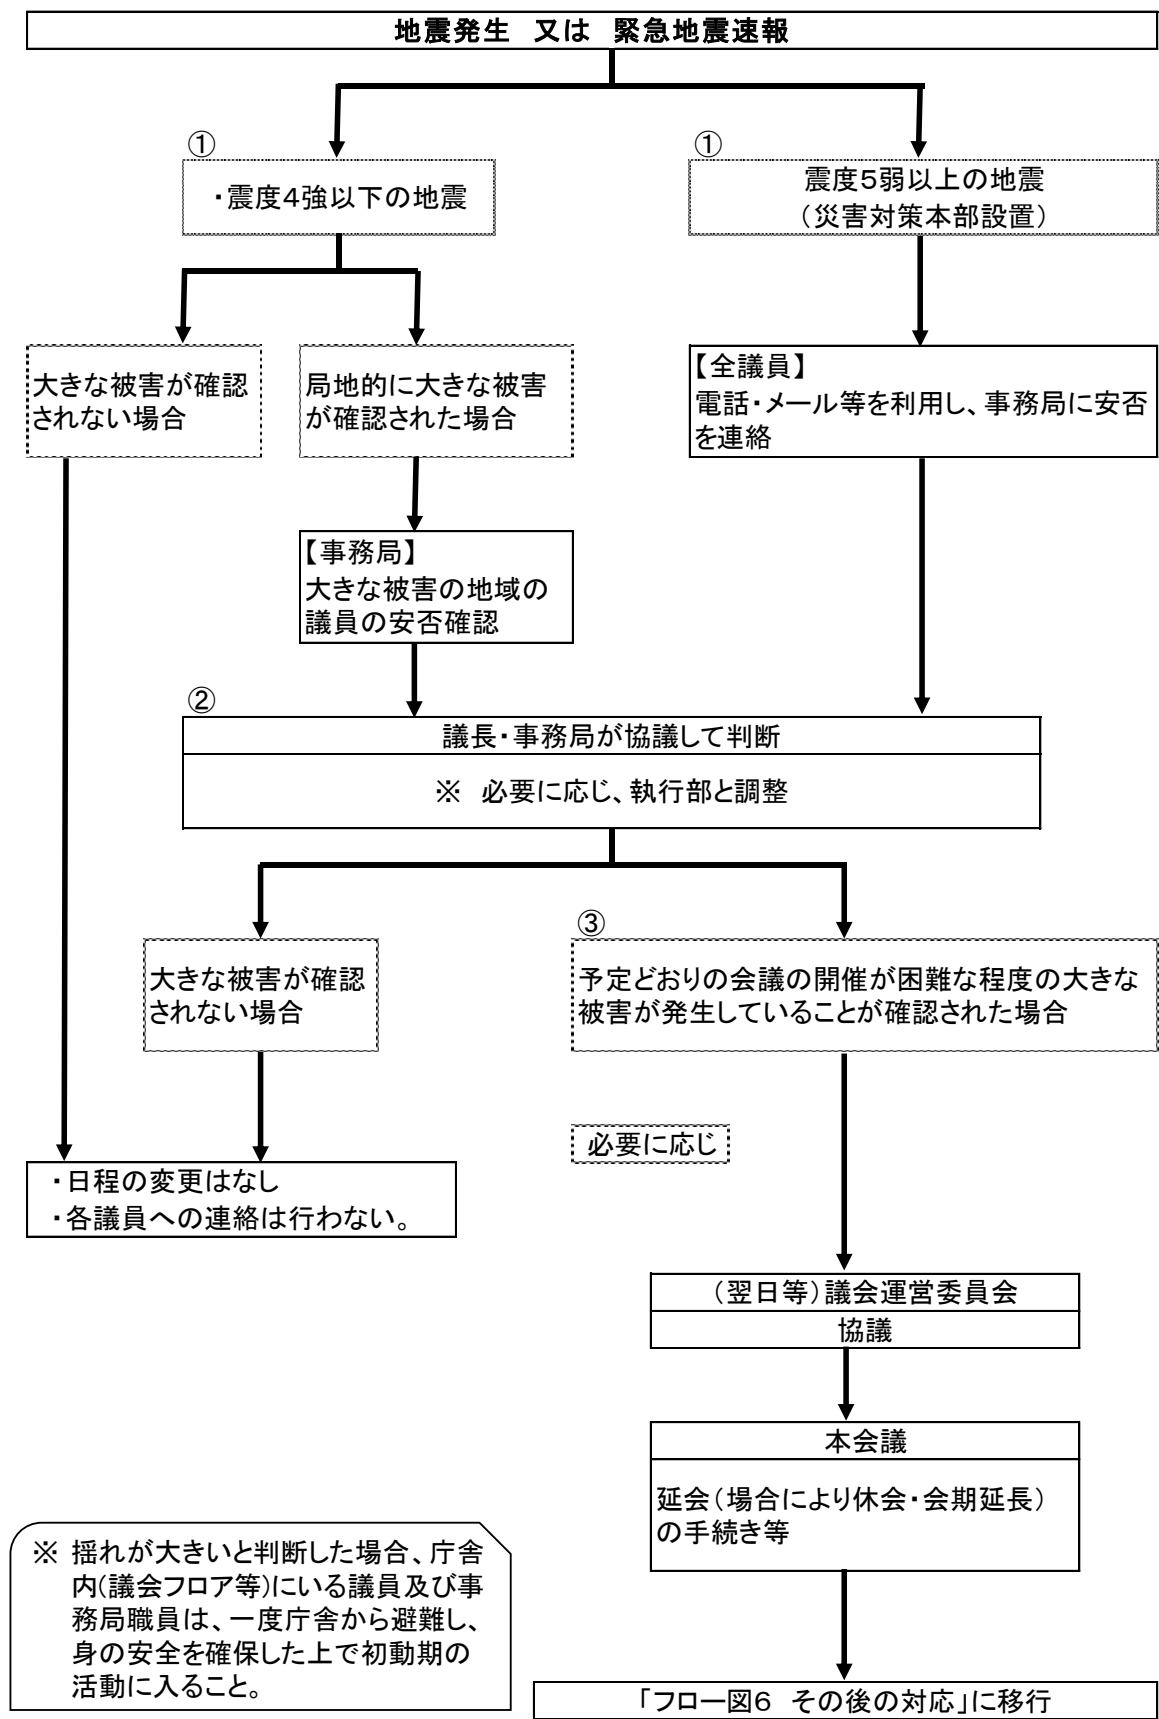 地震発生　又は　緊急地震速報
①
・震度４強以下の地震
①
震度５弱以上の地震
（災害対策本部設置）
大きな被害が確認
されない場合
局地的に大きな被害
が確認された場合
【全議員】
電話・メール等を利用し、事務局に安否
を連絡
【事務局】
大きな被害の地域の
議員の安否確認
②
議長・事務局が協議して判断
※　必要に応じ、執行部と調整
大きな被害が確認
されない場合
③
予定どおりの会議の開催が困難な程度の大きな
被害が発生していることが確認された場合
必要に応じ
・日程の変更はなし
・各議員への連絡は行わない。
（翌日等）議会運営委員会
協議
本会議
延会（場合により休会・会期延長）
の手続き等
※ 揺れが大きいと判断した場合、庁舎
内(議会フロア等)にいる議員及び事
務局職員は、一度庁舎から避難し、
身の安全を確保した上で初動期の
活動に入ること。
「フロー図６　その後の対応」に移行